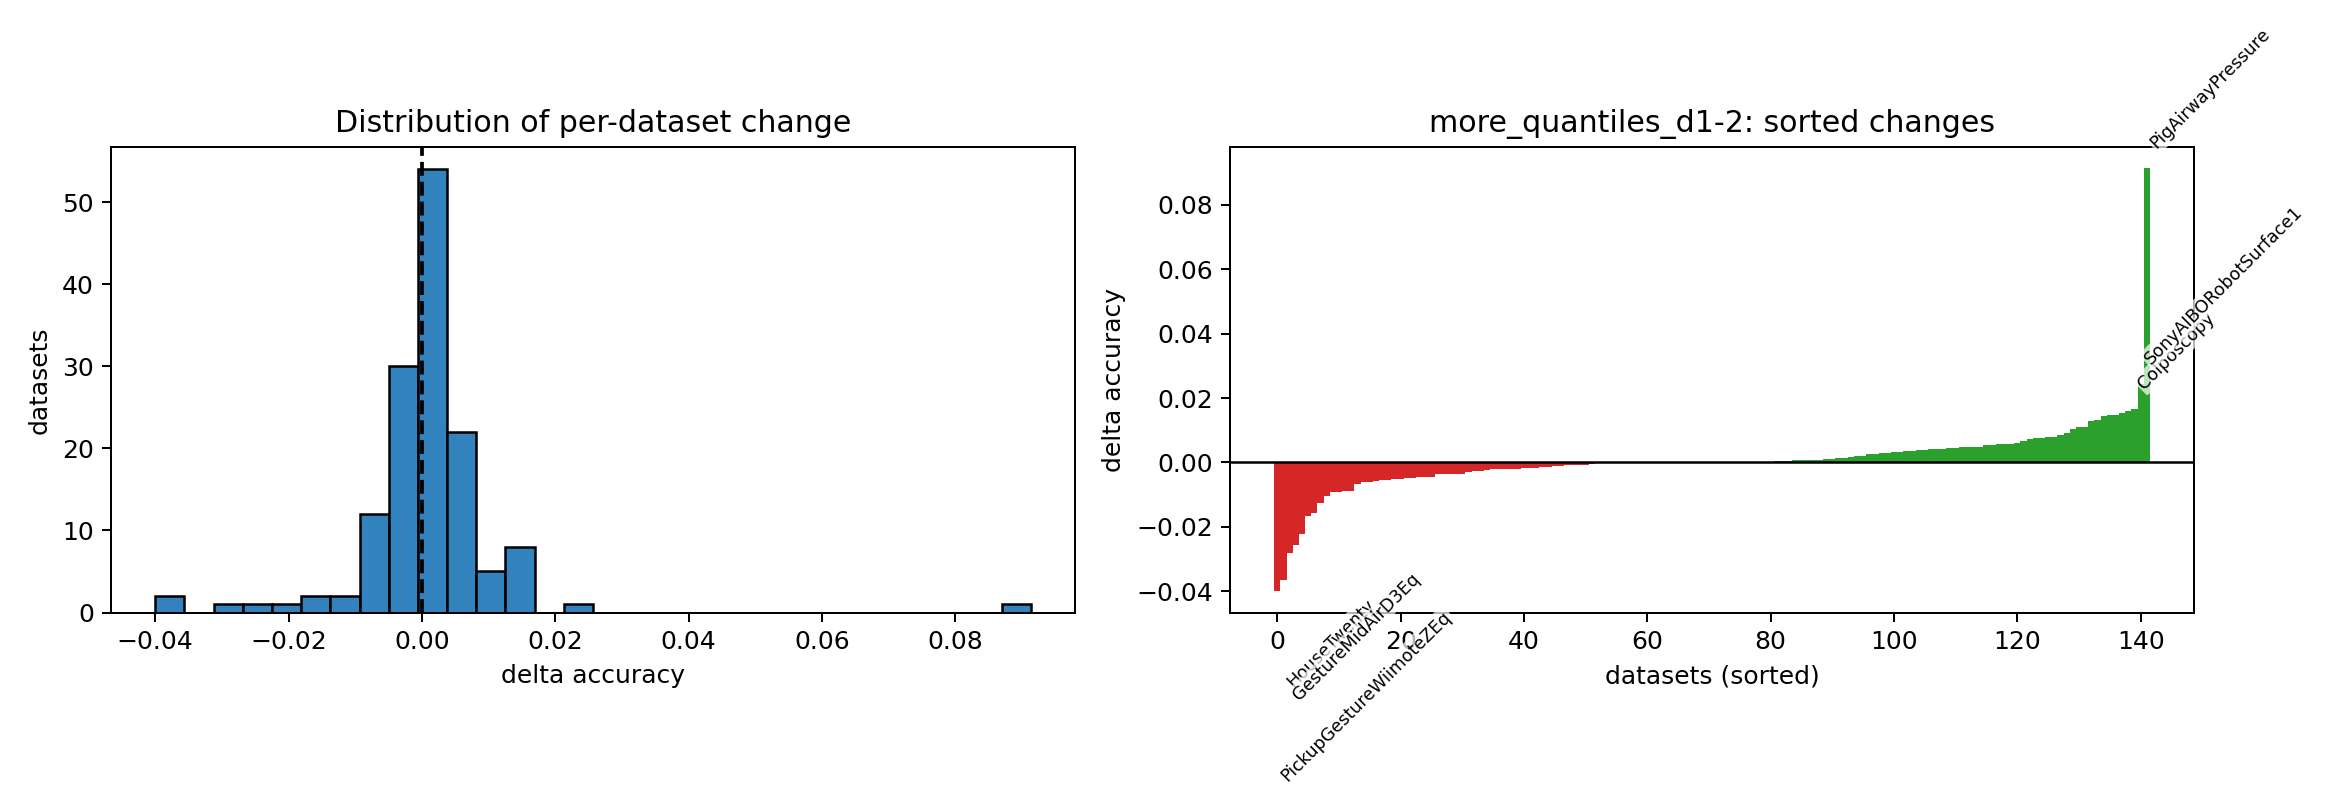 Distribution of per-dataset change
datasets
50
40
30
20
10
0
−0.04
−0.02
0.00
0.02
0.04
0.06
0.08
delta accuracy
more_quantiles_d1-2: sorted changes
delta accuracy
0.08
0.06
0.04
0.02
0.00
−0.02
−0.04
PigAirwayPressure
SonyAIBORobotSurface1
Colposcopy
HouseTwenty
GestureMidAirD3Eq
PickupGestureWiimoteZEq
0
20
40
60
80
100
120
140
datasets (sorted)